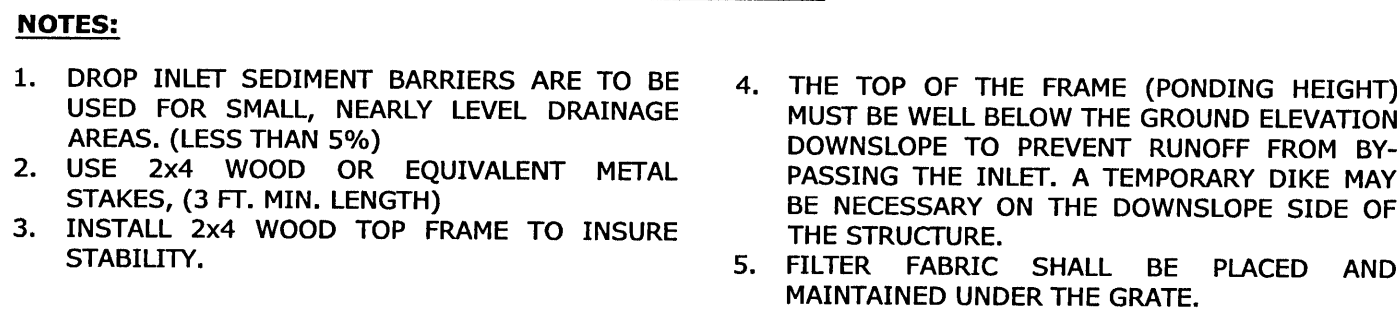 NOTES:
1. DROP INLET SEDIMENT BARRIERS ARE TO BE
USED FOR SMALL, NEARLY LEVEL DRAINAGE
AREAS. (LESS THAN 5%)
2. USE 2x4 WOOD OR EQUIVALENT METAL
STAKES, (3 FT. MIN. LENGTH)
3. INSTALL 2x4 WOOD TOP FRAME TO INSURE
STABILITY.
4. THE TOP OF THE FRAME (PONDING HEIGHT)
MUST BE WELL BELOW THE GROUND ELEVATION
DOWNSLOPE TO PREVENT RUNOFF FROM BY-
PASSING THE INLET. A TEMPORARY DIKE MAY
BE NECESSARY ON THE DOWNSLOPE SIDE OF
THE STRUCTURE.
5. FILTER FABRIC SHALL BE PLACED AND
MAINTAINED UNDER THE GRATE.